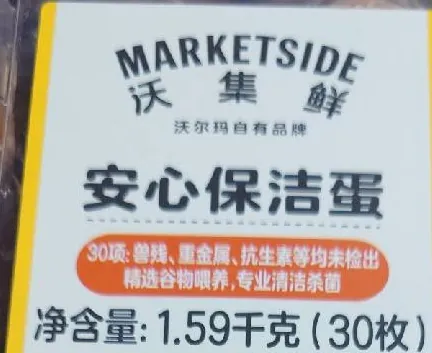 MARKETSIDE
沃集鲜
沃尔玛自有品牌
安心保洁蛋
30项:兽残、重金属、抗生素等均未检出
精选谷物喂养,专业清洁杀菌
净含量:1.59千克(30枚)